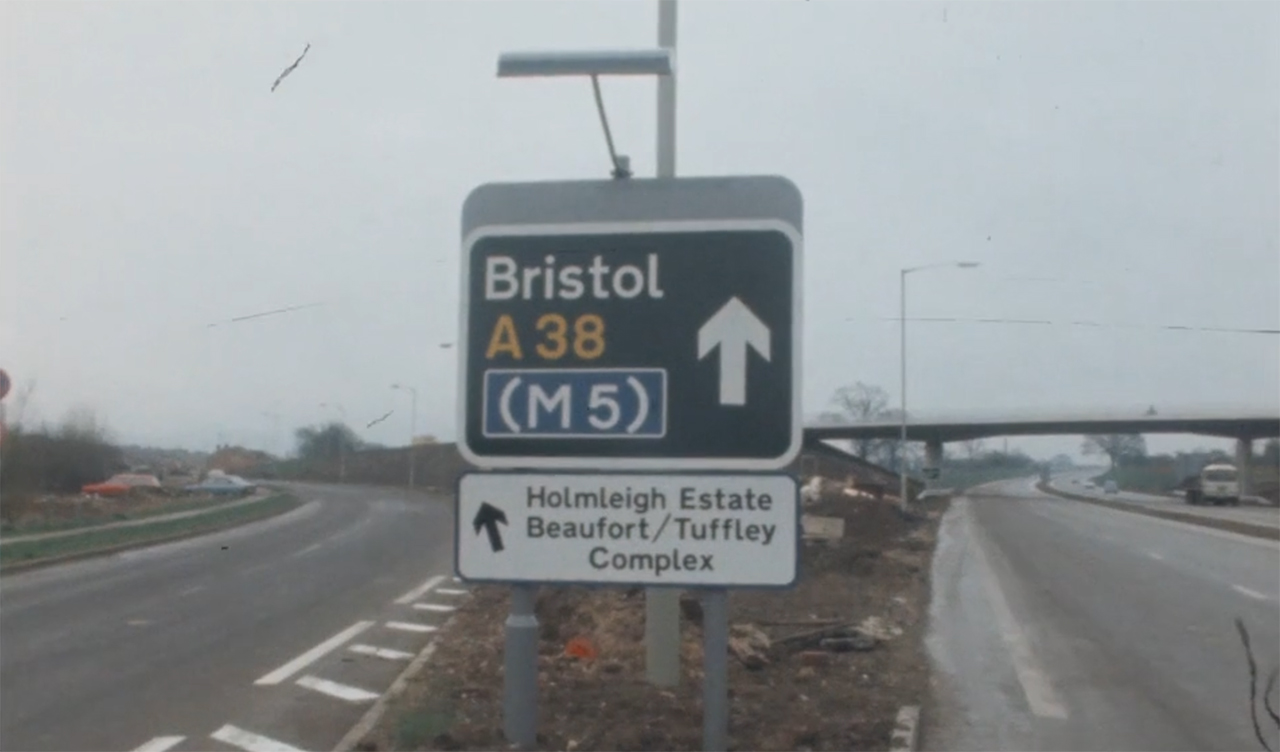 Bristol
A 38
(M 5)
Holmleigh Estate
Beaufort/Tuffley
Complex